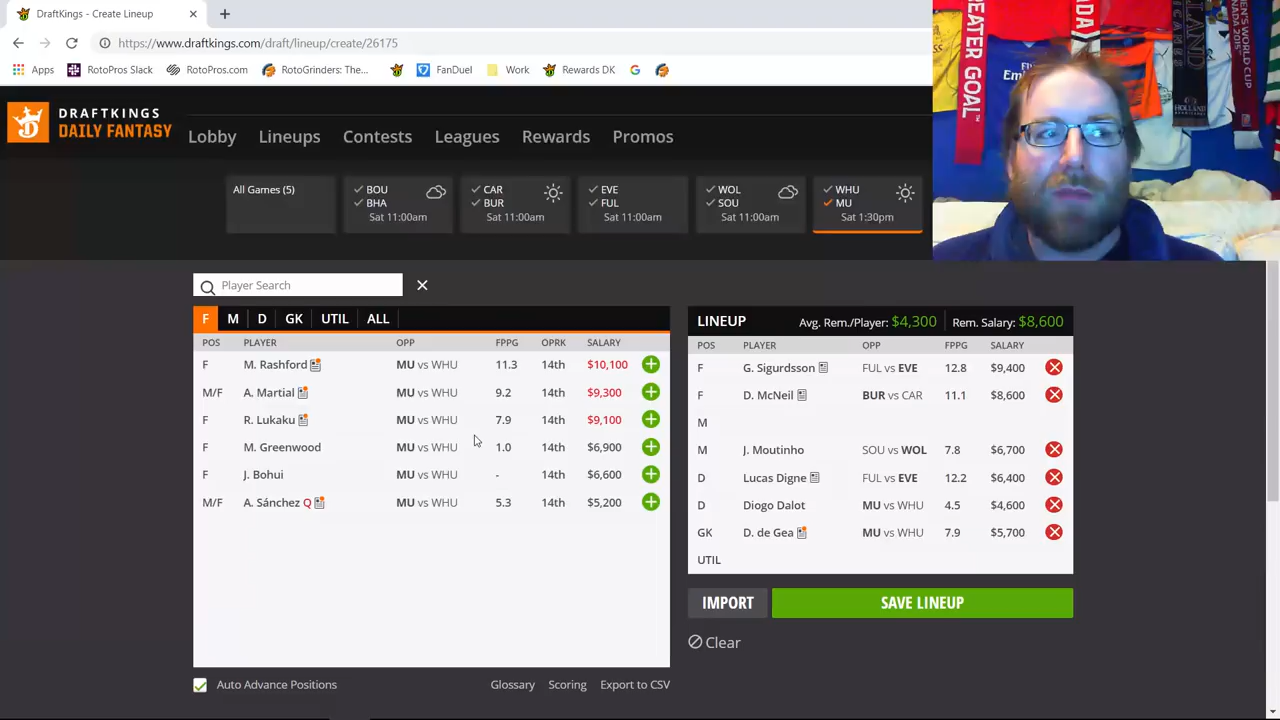 DraftKings - Create Lineup
https://www.draftkings.com/draft/lineup/create/26175
Apps RotoPros Slack RotoPros.com RotoGrinders: The... FanDuel Work Rewards DK
DRAFTKINGS
DAILY FANTASY
Lobby Lineups Contests Leagues Rewards Promos
All Games (5)
BOU
BHA
Sat 11:00am
CAR
BUR
Sat 11:00am
EVE
FUL
Sat 11:00am
WOL
SOU
Sat 11:00am
WHU
MU
Sat 1:30pm
Player Search
F M D GK UTIL ALL
POS PLAYER OPP FPPG OPRK SALARY
F M. Rashford MU vs WHU 11.3 14th $10,100
M/F A. Martial MU vs WHU 9.2 14th $9,300
F R. Lukaku MU vs WHU 7.9 14th $9,100
F M. Greenwood MU vs WHU 1.0 14th $6,900
F J. Bohui MU vs WHU - 14th $6,600
M/F A. Sánchez Q MU vs WHU 5.3 14th $5,200
Auto Advance Positions
Glossary Scoring Export to CSV
LINEUP Avg. Rem./Player: $4,300 Rem. Salary: $8,600
POS PLAYER OPP FPPG SALARY
F G. Sigurdsson FUL vs EVE 12.8 $9,400
F D. McNeil BUR vs CAR 11.1 $8,600
M
M J. Moutinho SOU vs WOL 7.8 $6,700
D Lucas Digne FUL vs EVE 12.2 $6,400
D Diogo Dalot MU vs WHU 4.5 $4,600
GK D. de Gea MU vs WHU 7.9 $5,700
UTIL
IMPORT SAVE LINEUP
Clear
EATER GOAL
HOLLAND